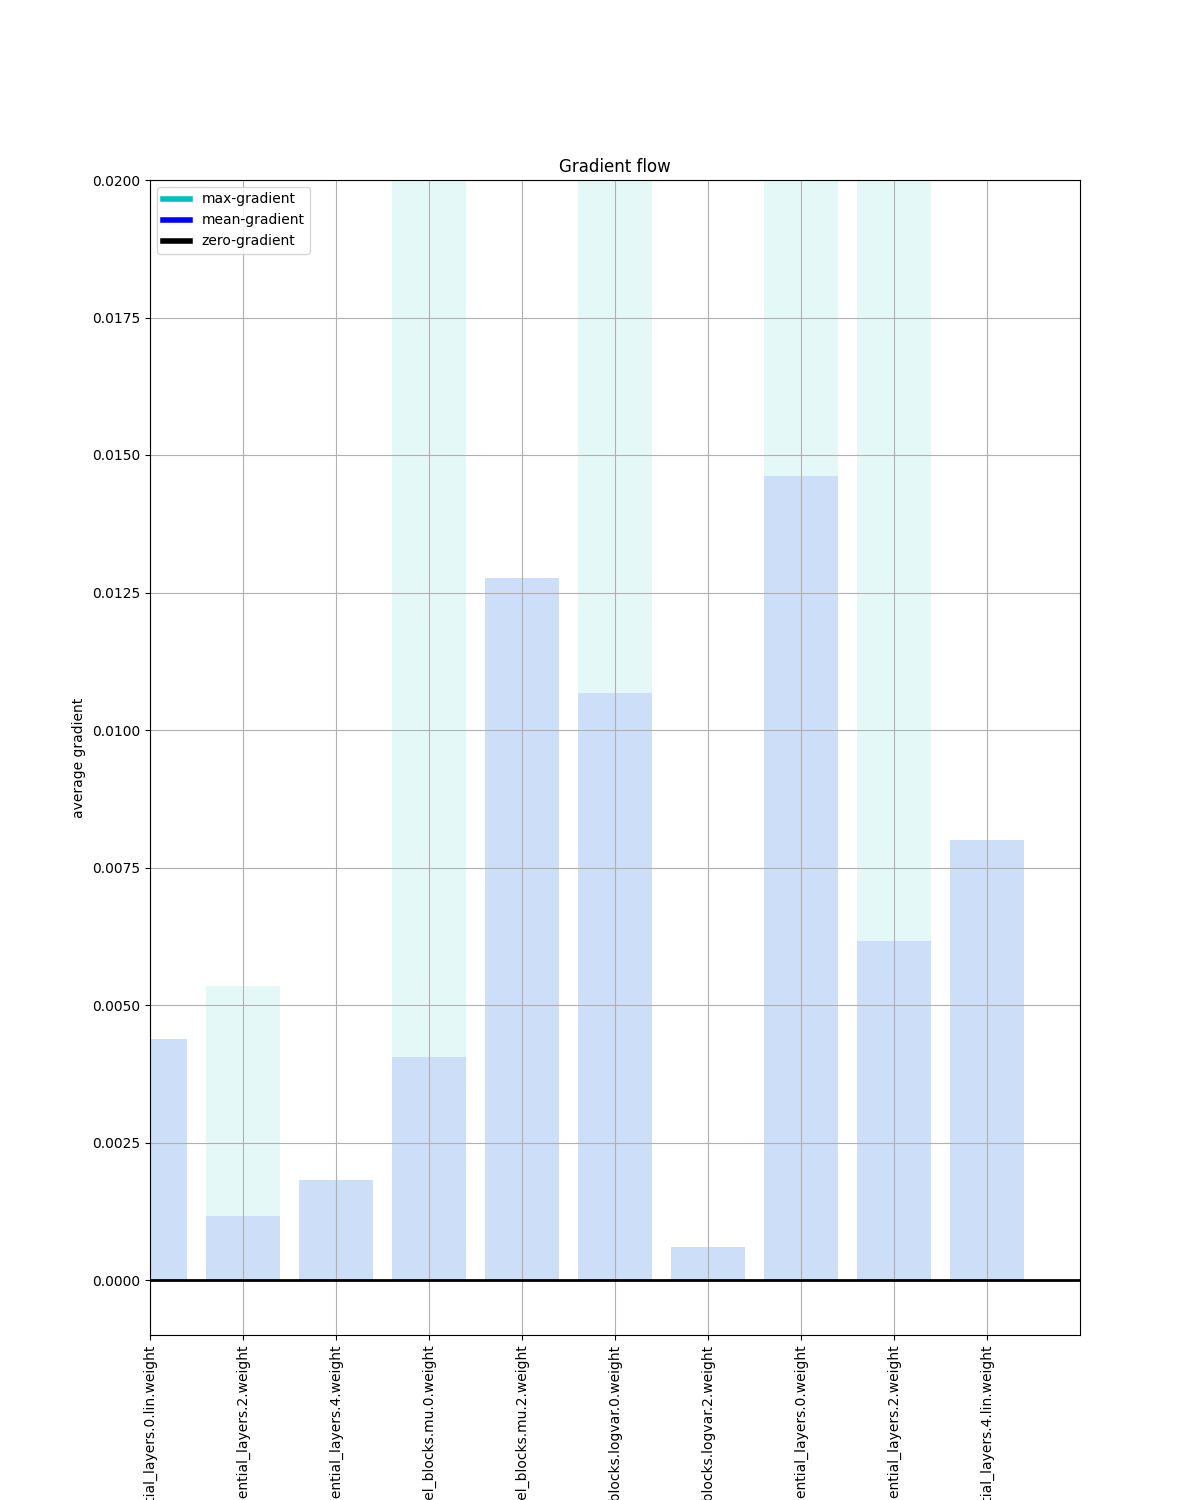 Gradient flow
max-gradient
mean-gradient
zero-gradient
0.0200
0.0175
0.0150
0.0125
0.0100
0.0075
0.0050
0.0025
0.0000
average gradient
tial_layers.0.lin.weight
ential_layers.2.weight
ential_layers.4.weight
el_blocks.mu.0.weight
el_blocks.mu.2.weight
blocks.logvar.0.weight
blocks.logvar.2.weight
ential_layers.0.weight
ential_layers.2.weight
tial_layers.4.lin.weight